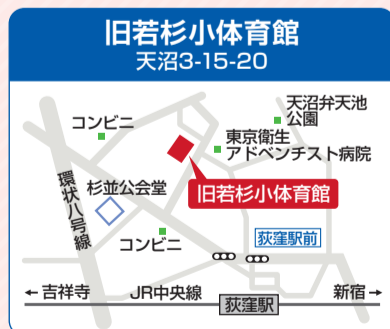 旧若杉小体育館
天沼3-15-20
天沼弁天池
公園
コンビニ
東京衛生
アドベンチスト病院
環状八号線
杉並公会堂
旧若杉小体育館
コンビニ
荻窪駅前
←吉祥寺
JR中央線
新宿→
荻窪駅